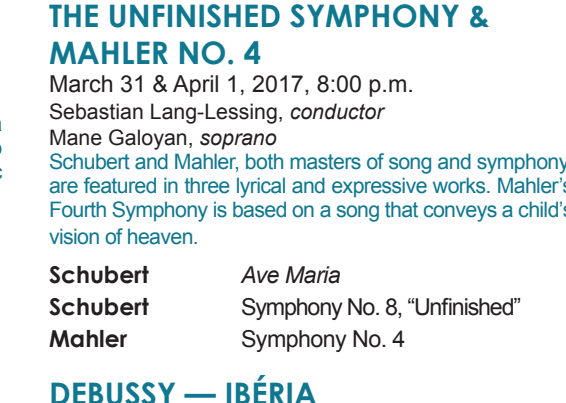 THE UNFINISHED SYMPHONY &
MAHLER NO. 4
March 31 & April 1, 2017, 8:00 p.m.
Sebastian Lang-Lessing, conductor
Mane Galoyan, soprano
Schubert and Mahler, both masters of song and symphony,
are featured in three lyrical and expressive works. Mahler's
Fourth Symphony is based on a song that conveys a child's
vision of heaven.
Schubert Ave Maria
Schubert Symphony No. 8, “Unfinished”
Mahler Symphony No. 4
DEBUSSY — IBÉRIA